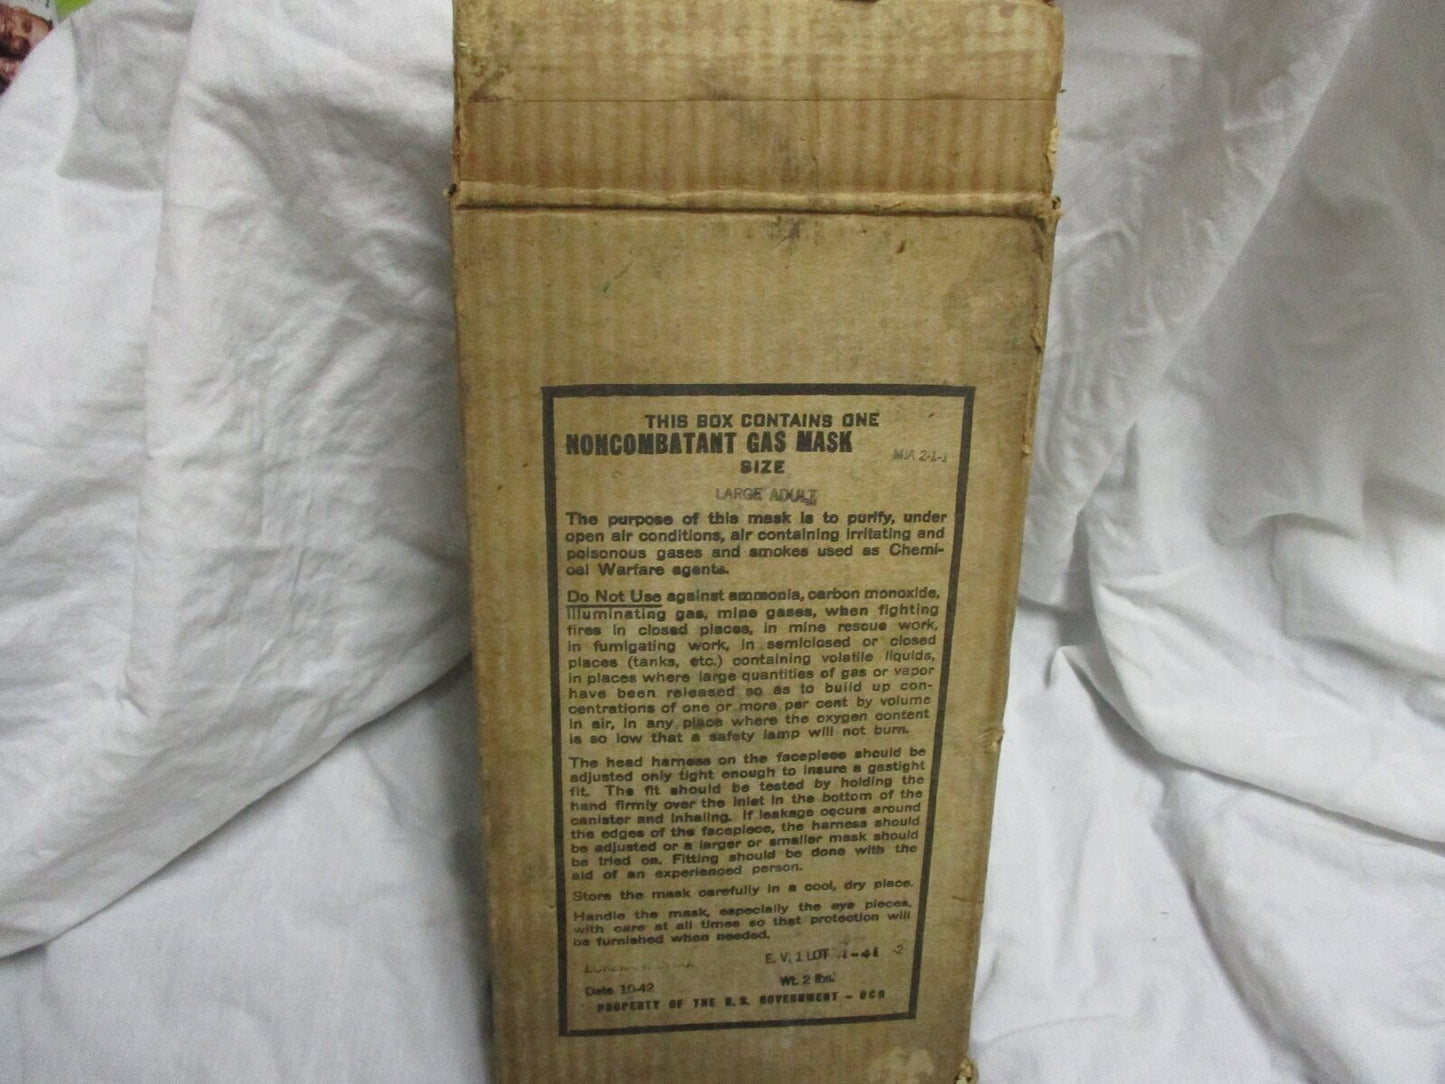 THIS BOX CONTAINS ONE
NONCOMBATANT GAS MASK
MIA 2-1-1
SIZE
LARGE ADULT
The purpose of this mask is to purify, under
open air conditions, air containing irritating and
poisonous gases and smokes used as Chemi-
cal Warfare agents.
Do Not Use against ammonia, carbon monoxide,
illuminating gas, mine gases, when fighting
fires in closed places, in mine rescue work,
in fumigating work, in semiclosed or closed
places (tanks, etc.) containing volatile liquids,
in places where large quantities of gas or vapor
have been released so as to build up con-
centrations of one or more per cent by volume
in air, in any place where the oxygen content
is so low that a safety lamp will not burn.
The head harness on the facepiece should be
adjusted only tight enough to insure a gastight
fit. The fit should be tested by holding the
hand firmly over the inlet in the bottom of the
canister and inhaling. If leakage occurs around
the edges of the facepiece, the harness should
be adjusted or a larger or smaller mask should
be tried on. Fitting should be done with the
aid of an experienced person.
Store the mask carefully in a cool, dry place.
Handle the mask, especially the eye pieces,
with care at all times so that protection will
be furnished when needed.
E. V. 1 LOT
Date 10-42 Wt. 2 lbs.
PROPERTY OF THE U.S. GOVERNMENT - OCD